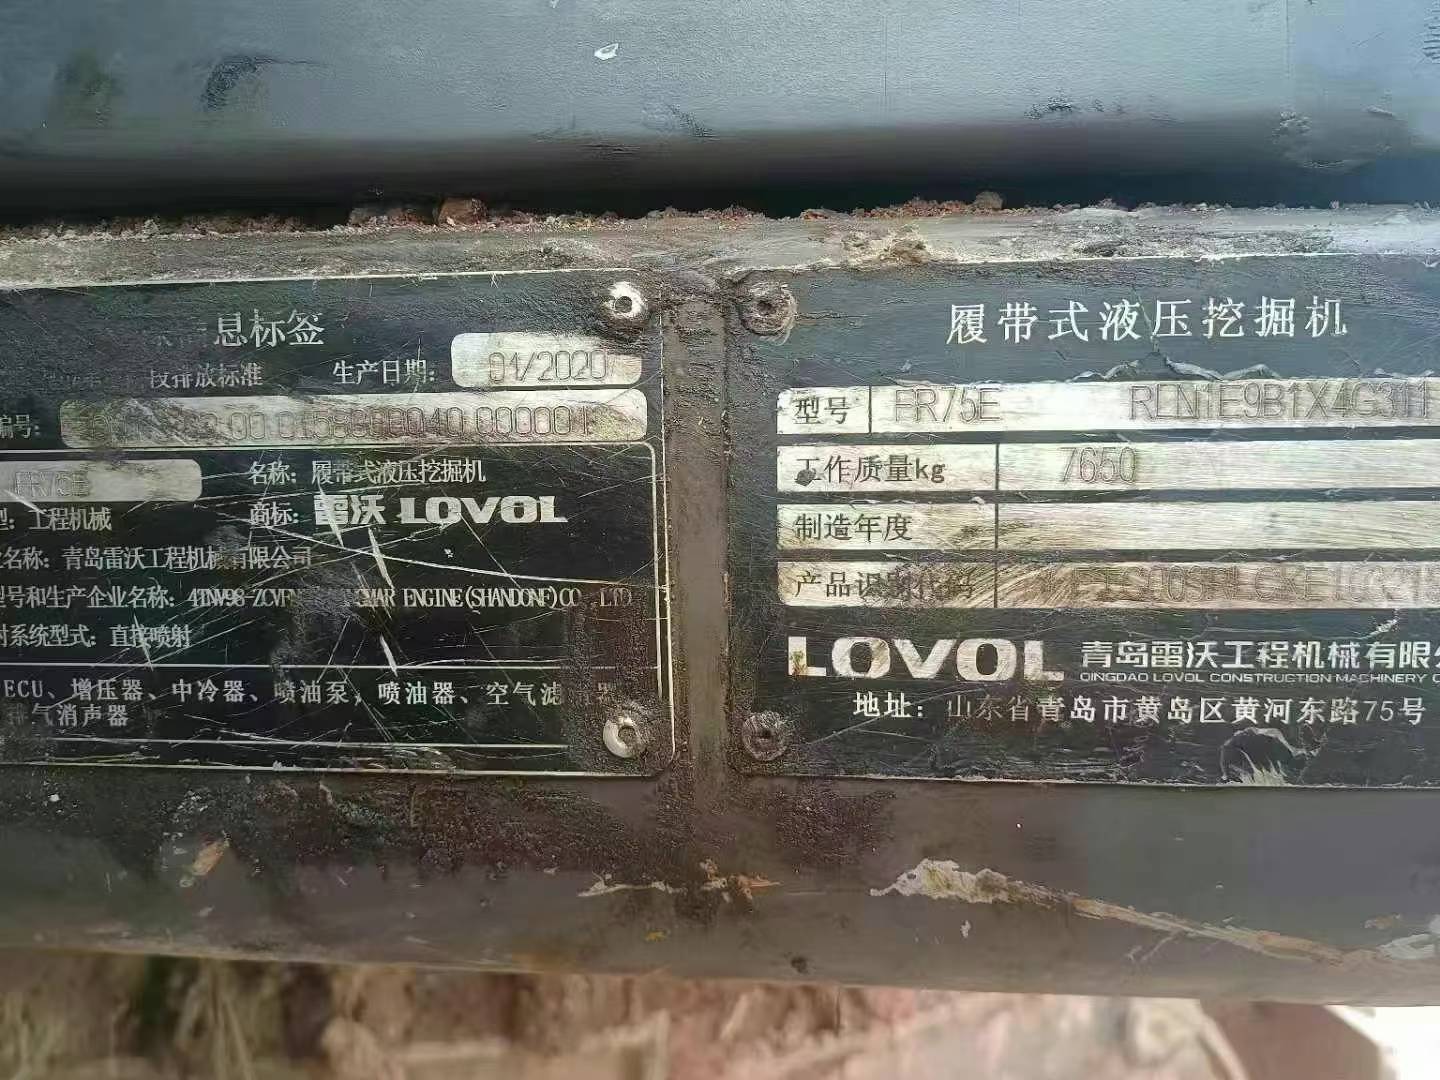 息标签
段排放标准 生产日期: 01/2020
编号:
FR75E 名称: 履带式液压挖掘机
型: 工程机械 商标: 雷沃 LOVOL
名称: 青岛雷沃工程机械有限公司
型号和生产企业名称: 4TNV98- ENGINE(SHANDONF)CO .,LTD
射系统型式: 直接喷射
ECU、增压器、中冷器、喷油泵，喷油器、空气滤
排气消声器
履带式液压挖掘机
型号 FR75E
工作质量kg 7650
制造年度
产品识别代码
LOVOL 青岛雷沃工程机械有限
QINGDAO LOVOL CONSTRUCTION MACHINERY
地址: 山东省青岛市黄岛区黄河东路75号